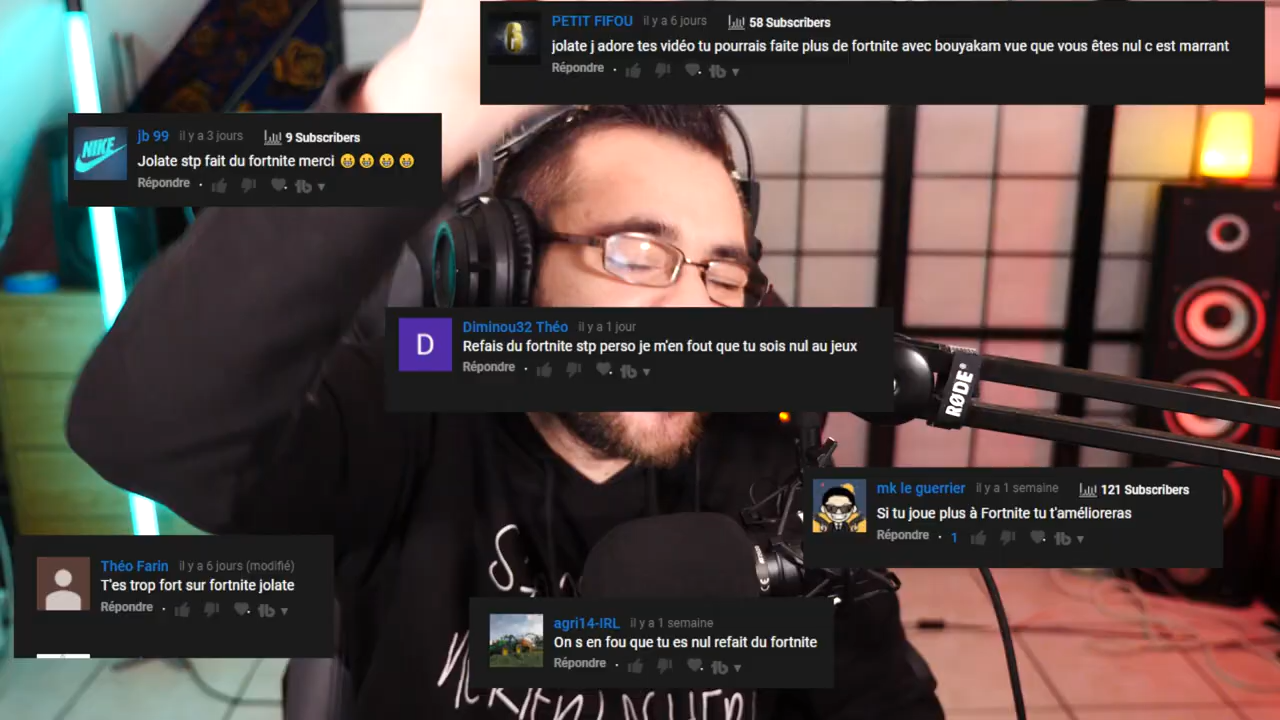 PETIT FIFOU il y a 6 jours 58 Subscribers
jolate j adore tes vidéo tu pourrais faite plus de fortnite avec bouyakam vue que vous êtes nul c est marrant
Répondre
NIKE
jb 99 il y a 3 jours 9 Subscribers
Jolate stp fait du fortnite merci 😁😁😁😁
Répondre
D
Diminou32 Théo il y a 1 jour
Refais du fortnite stp perso je m'en fout que tu sois nul au jeux
Répondre
RØDE
mk le guerrier il y a 1 semaine 121 Subscribers
Si tu joue plus à Fortnite tu t'amélioreras
Répondre 1
Théo Farin il y a 6 jours (modifié)
T'es trop fort sur fortnite jolate
Répondre
agri14-IRL il y a 1 semaine
On s en fou que tu es nul refait du fortnite
Répondre